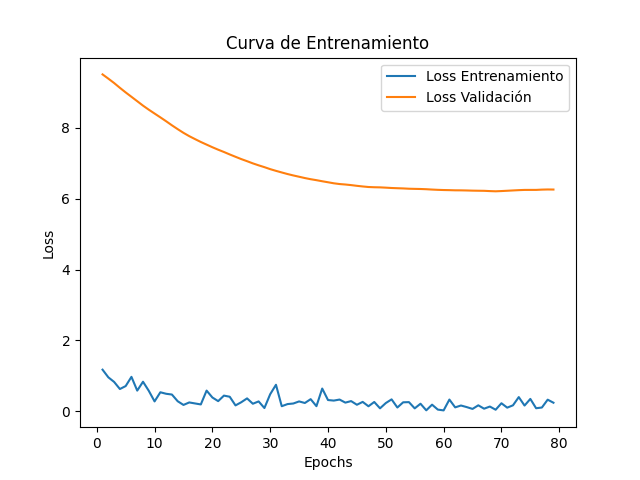 Curva de Entrenamiento
Loss Entrenamiento
Loss Validación
Loss
8
6
4
2
0
0 10 20 30 40 50 60 70 80
Epochs